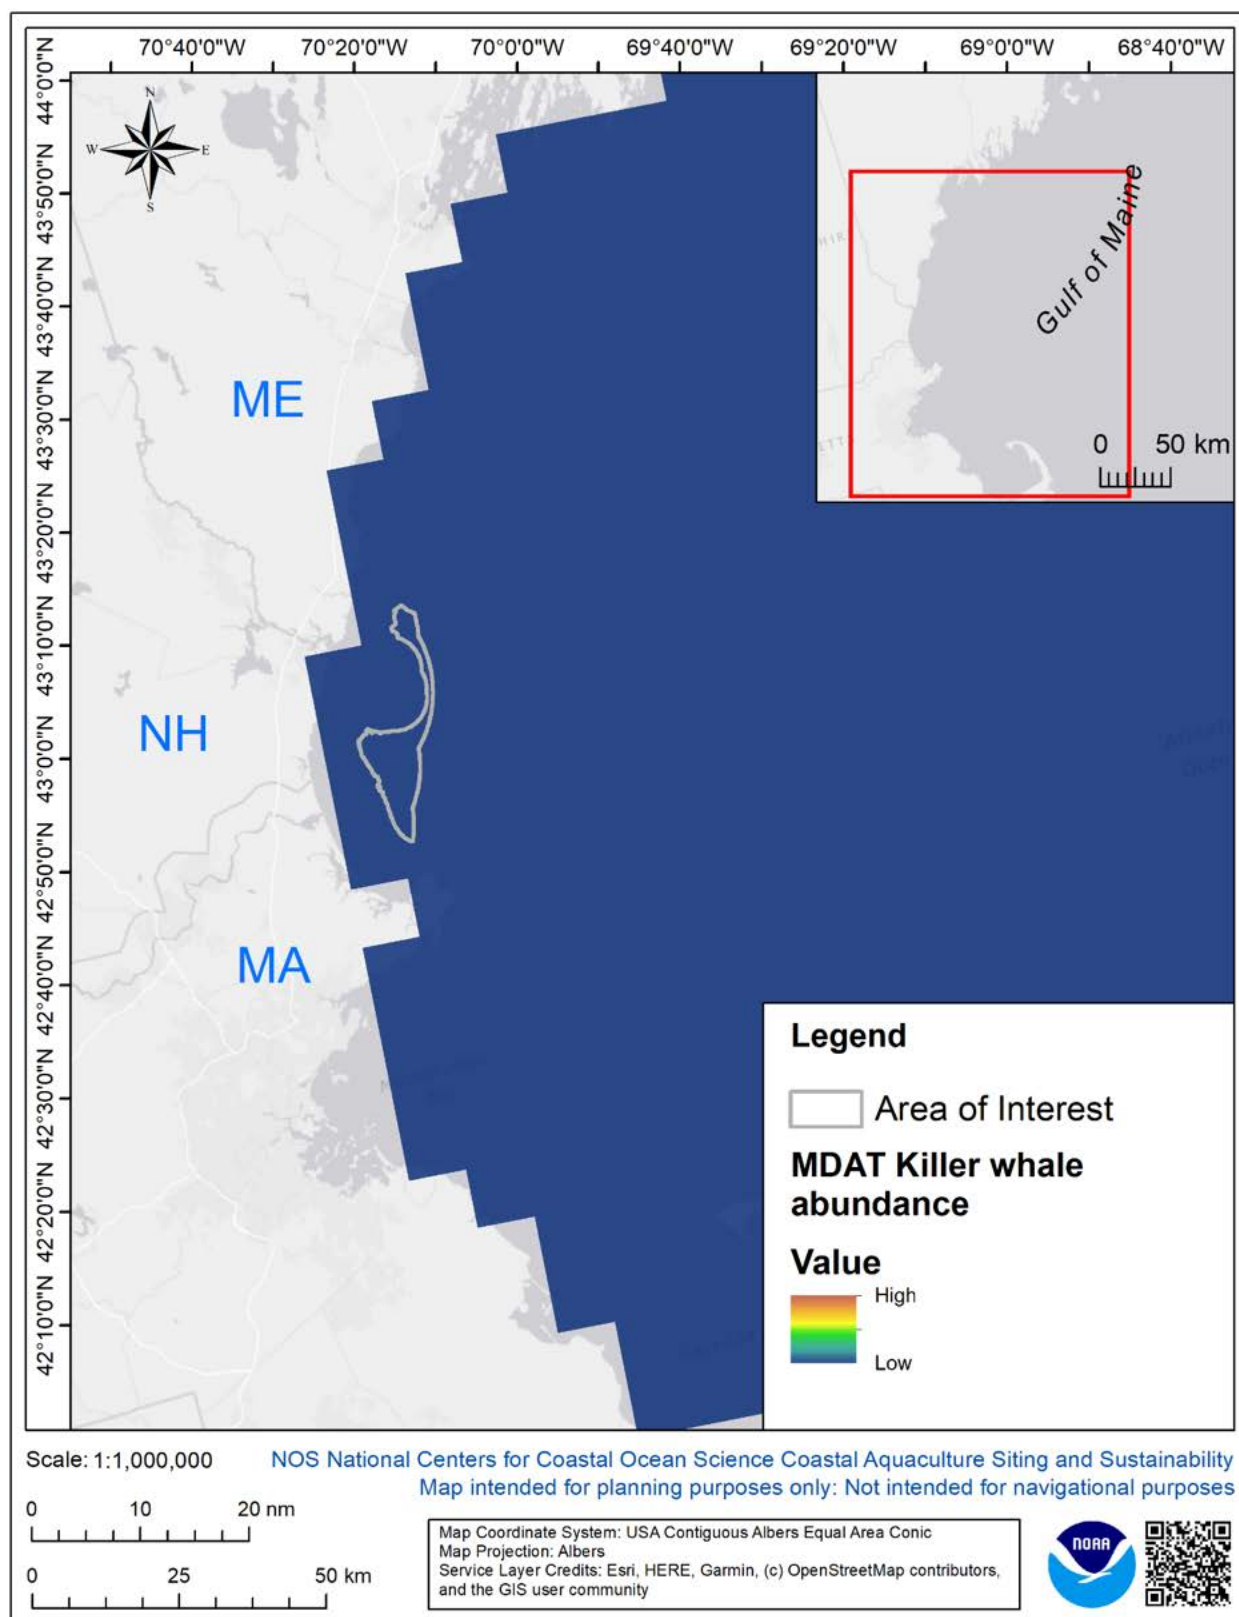 70°40'0"W 70°20'0"W 70°0'0"W 69°40'0"W 69°20'0"W 69°0'0"W 68°40'0"W
44°0'0"N
43°50'0"N
43°40'0"N
43°30'0"N
43°20'0"N
43°10'0"N
43°0'0"N
42°50'0"N
42°40'0"N
42°30'0"N
42°20'0"N
42°10'0"N
N
W E
S
Gulf of Maine
0 50 km
ME
NH
MA
Legend
Area of Interest
MDAT Killer whale
abundance
Value
High
Low
Scale: 1:1,000,000
NOS National Centers for Coastal Ocean Science Coastal Aquaculture Siting and Sustainability
Map intended for planning purposes only: Not intended for navigational purposes
0 10 20 nm
0 25 50 km
Map Coordinate System: USA Contiguous Albers Equal Area Conic
Map Projection: Albers
Service Layer Credits: Esri, HERE, Garmin, (c) OpenStreetMap contributors,
and the GIS user community
NOAA